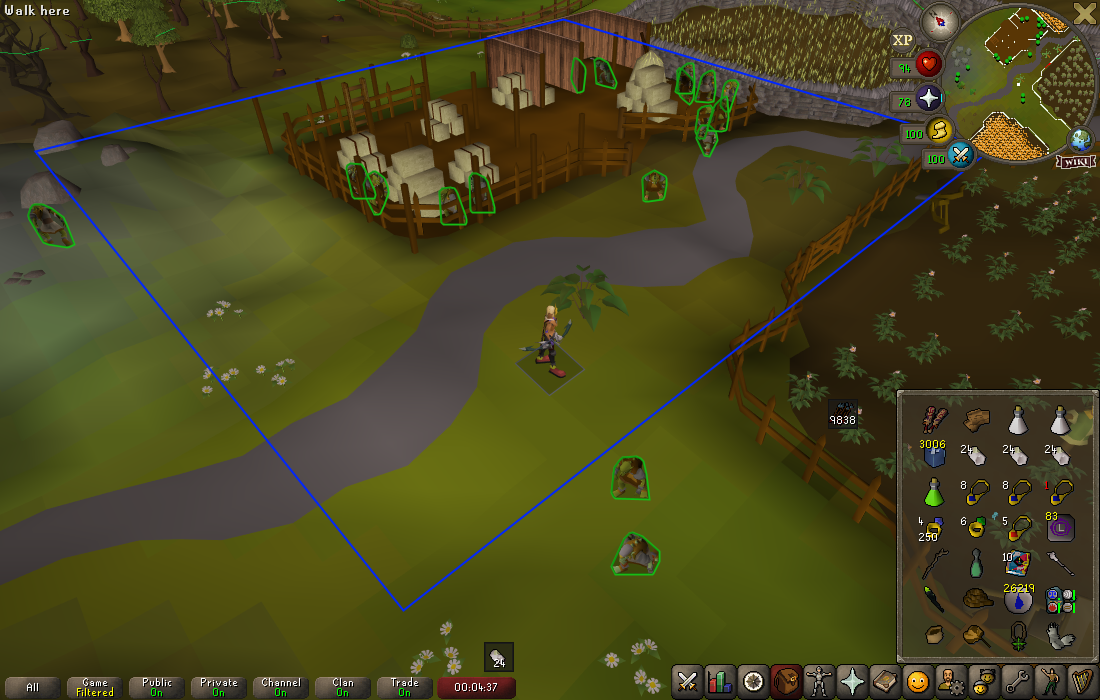 Walk here
XP
94
78
100
100
WIKI
9838
3006
24
24
24
8
8
1
4
6
5
83
250
10
26219
24
All
Game
Filtered
Public
On
Private
On
Channel
On
Clan
On
Trade
On
00:04:37